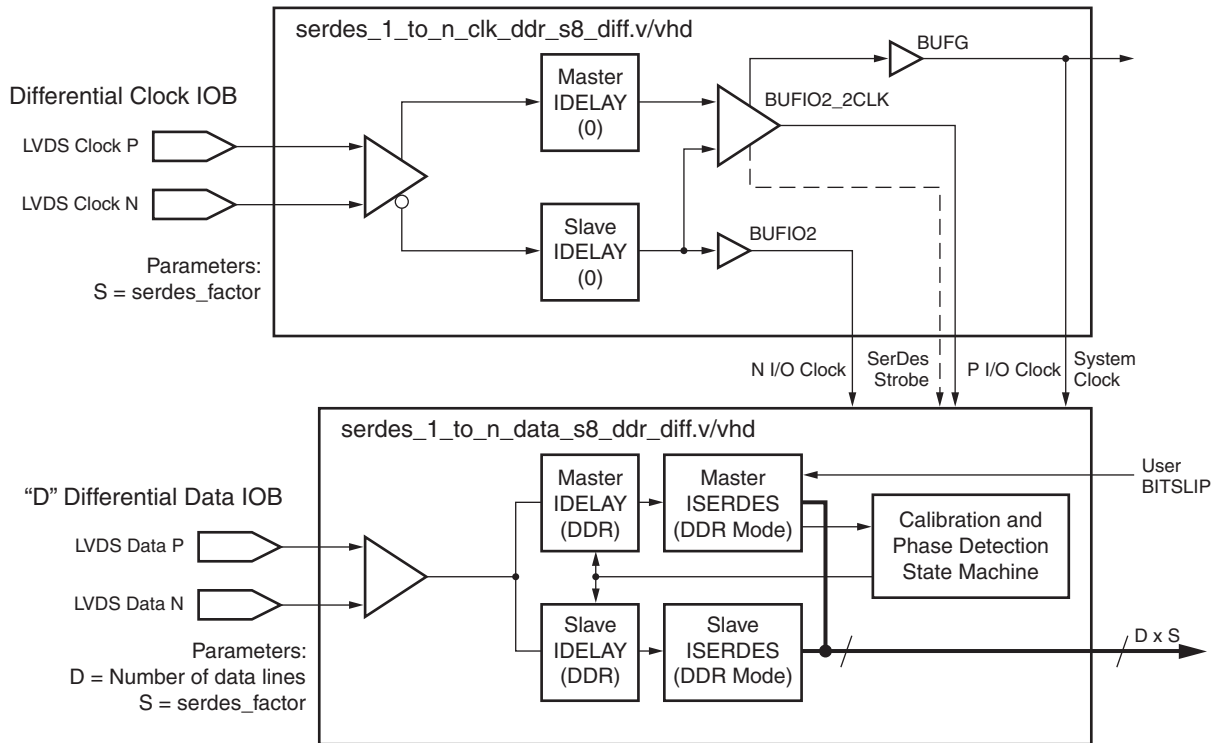 serdes_1_to_n_clk_ddr_s8_diff.v/vhd
BUFG
Differential Clock IOB
Master
IDELAY
(0)
BUFIO2_2CLK
LVDS Clock P
LVDS Clock N
Slave
IDELAY
(0)
BUFIO2
Parameters:
S = serdes_factor
N I/O Clock
SerDes
Strobe
P I/O Clock
System
Clock
serdes_1_to_n_data_s8_ddr_diff.v/vhd
"D" Differential Data IOB
Master
IDELAY
(DDR)
Master
ISERDES
(DDR Mode)
User
BITSLIP
Calibration and
Phase Detection
State Machine
LVDS Data P
LVDS Data N
Slave
IDELAY
(DDR)
Slave
ISERDES
(DDR Mode)
D x S
Parameters:
D = Number of data lines
S = serdes_factor